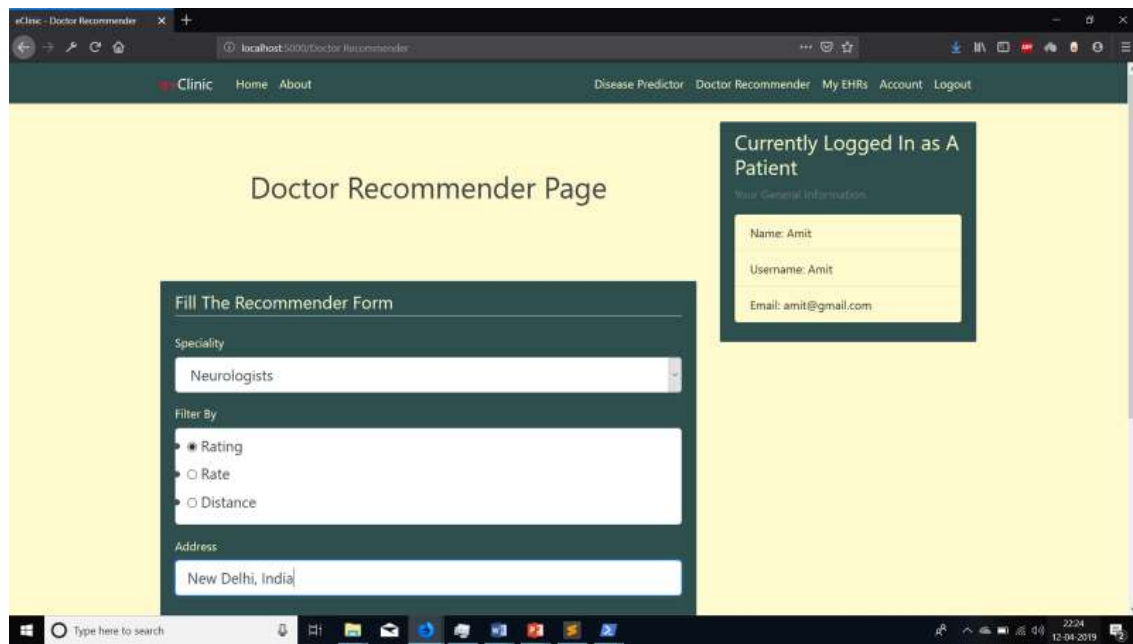 eClinic - Doctor Recommender
localhost:5000/Doctor Recommender
Clinic Home About Disease Predictor Doctor Recommender My EHRs Account Logout
Doctor Recommender Page
Currently Logged In as A
Patient
Your General Information
Name: Amit
Username: Amit
Email: amit@gmail.com
Fill The Recommender Form
Speciality
Neurologists
Filter By
Rating
Rate
Distance
Address
New Delhi, India
Type here to search
22:24
12-04-2019